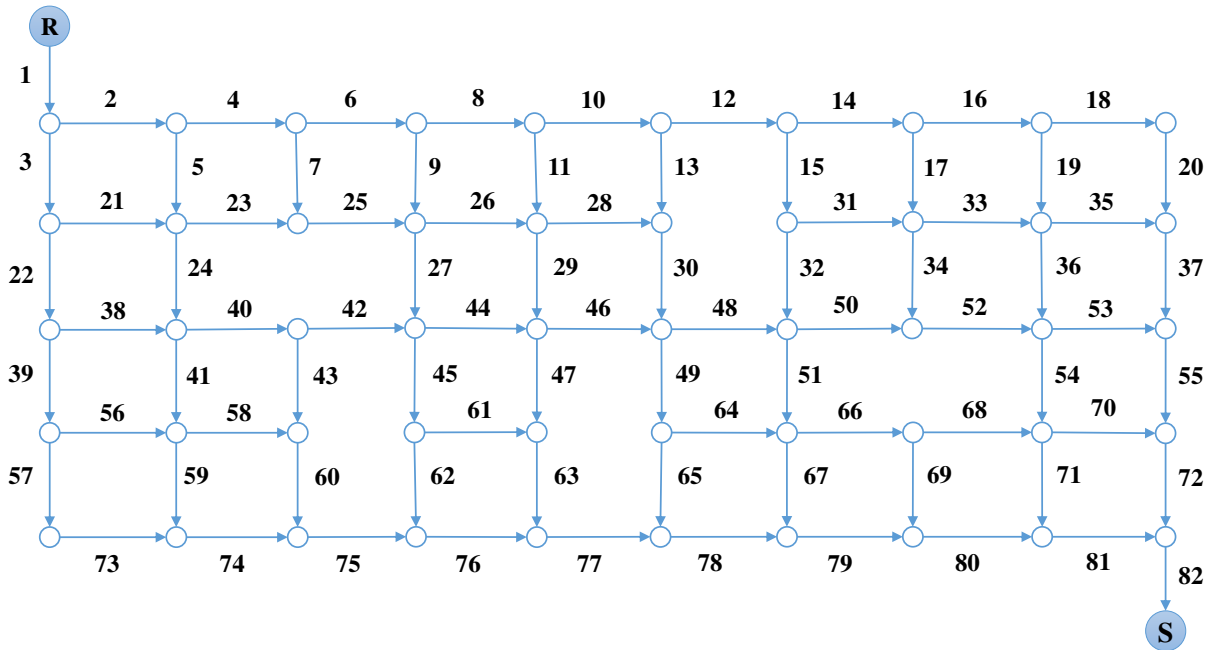 R
1
2 4 6 8 10 12 14 16 18
3 5 7 9 11 13 15 17 19 20
21 23 25 26 28 31 33 35
22 24 27 29 30 32 34 36 37
38 40 42 44 46 48 50 52 53
39 41 43 45 47 49 51 54 55
56 58 61 64 66 68 70
57 59 60 62 63 65 67 69 71 72
73 74 75 76 77 78 79 80 81
82
S